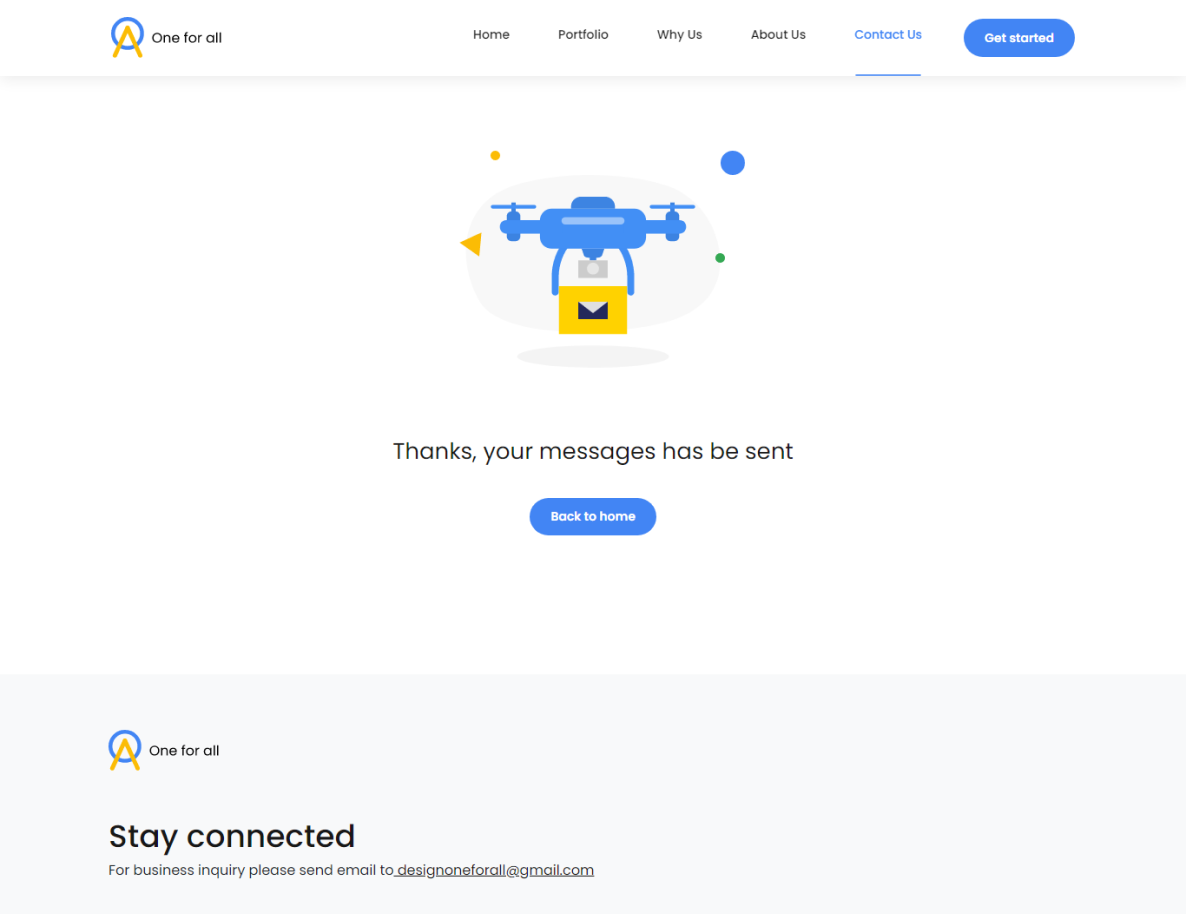 One for all
Home
Portfolio
Why Us
About Us
Contact Us
Get started
Thanks, your messages has be sent
Back to home
One for all
Stay connected
For business inquiry please send email to designoneforall@gmail.com